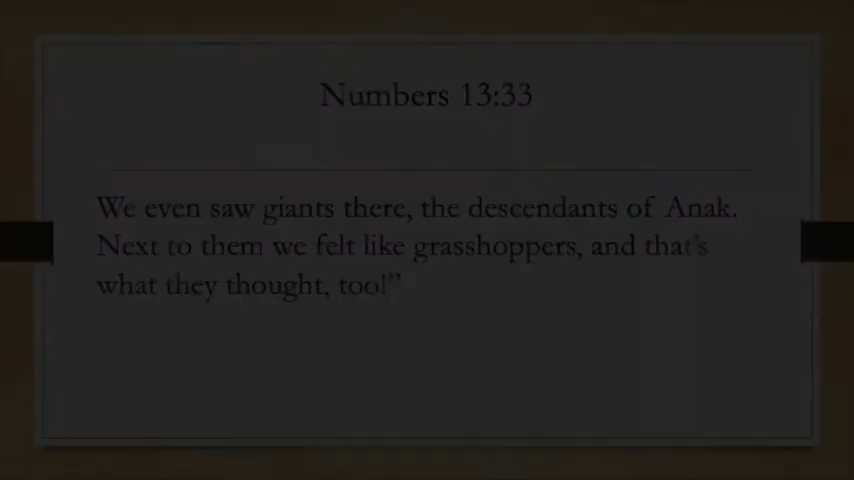 Numbers 13:33
We even saw giants there, the descendants of Anak.
Next to them we felt like grasshoppers, and that’s
what they thought, too!”